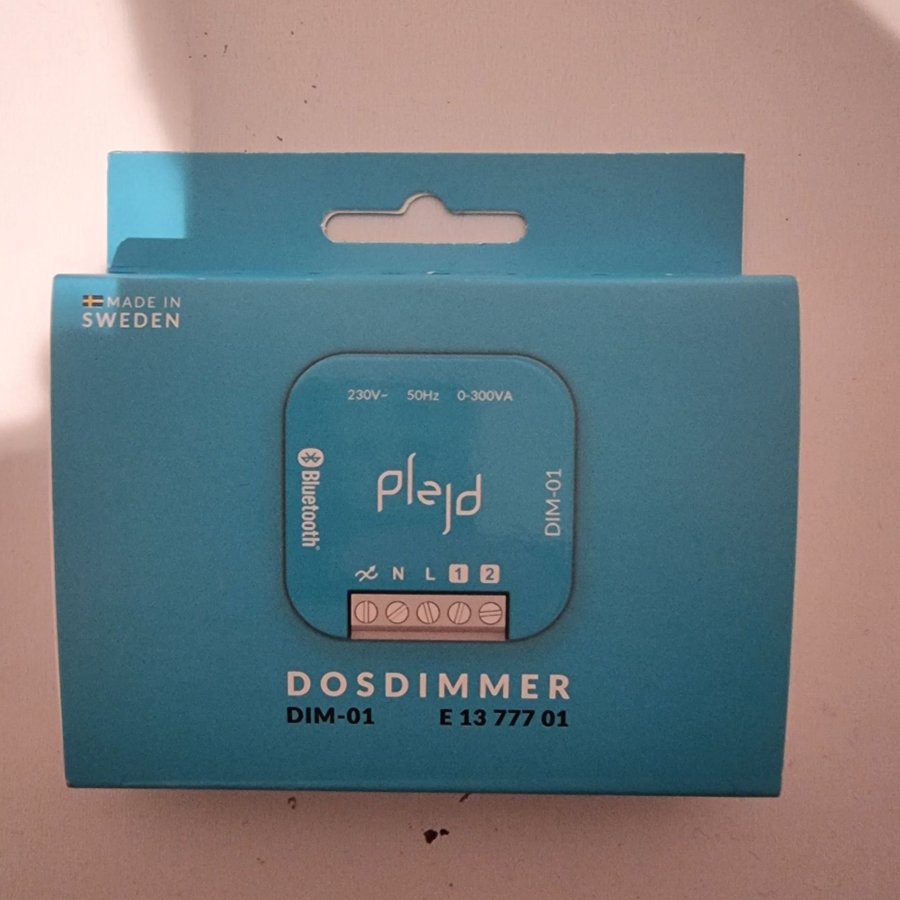 MADE IN
SWEDEN
230V~ 50Hz 0-300VA
Bluetooth®
plejd
DIM-01
N L 1 2
DOSDIMMER
DIM-01 E 13 777 01